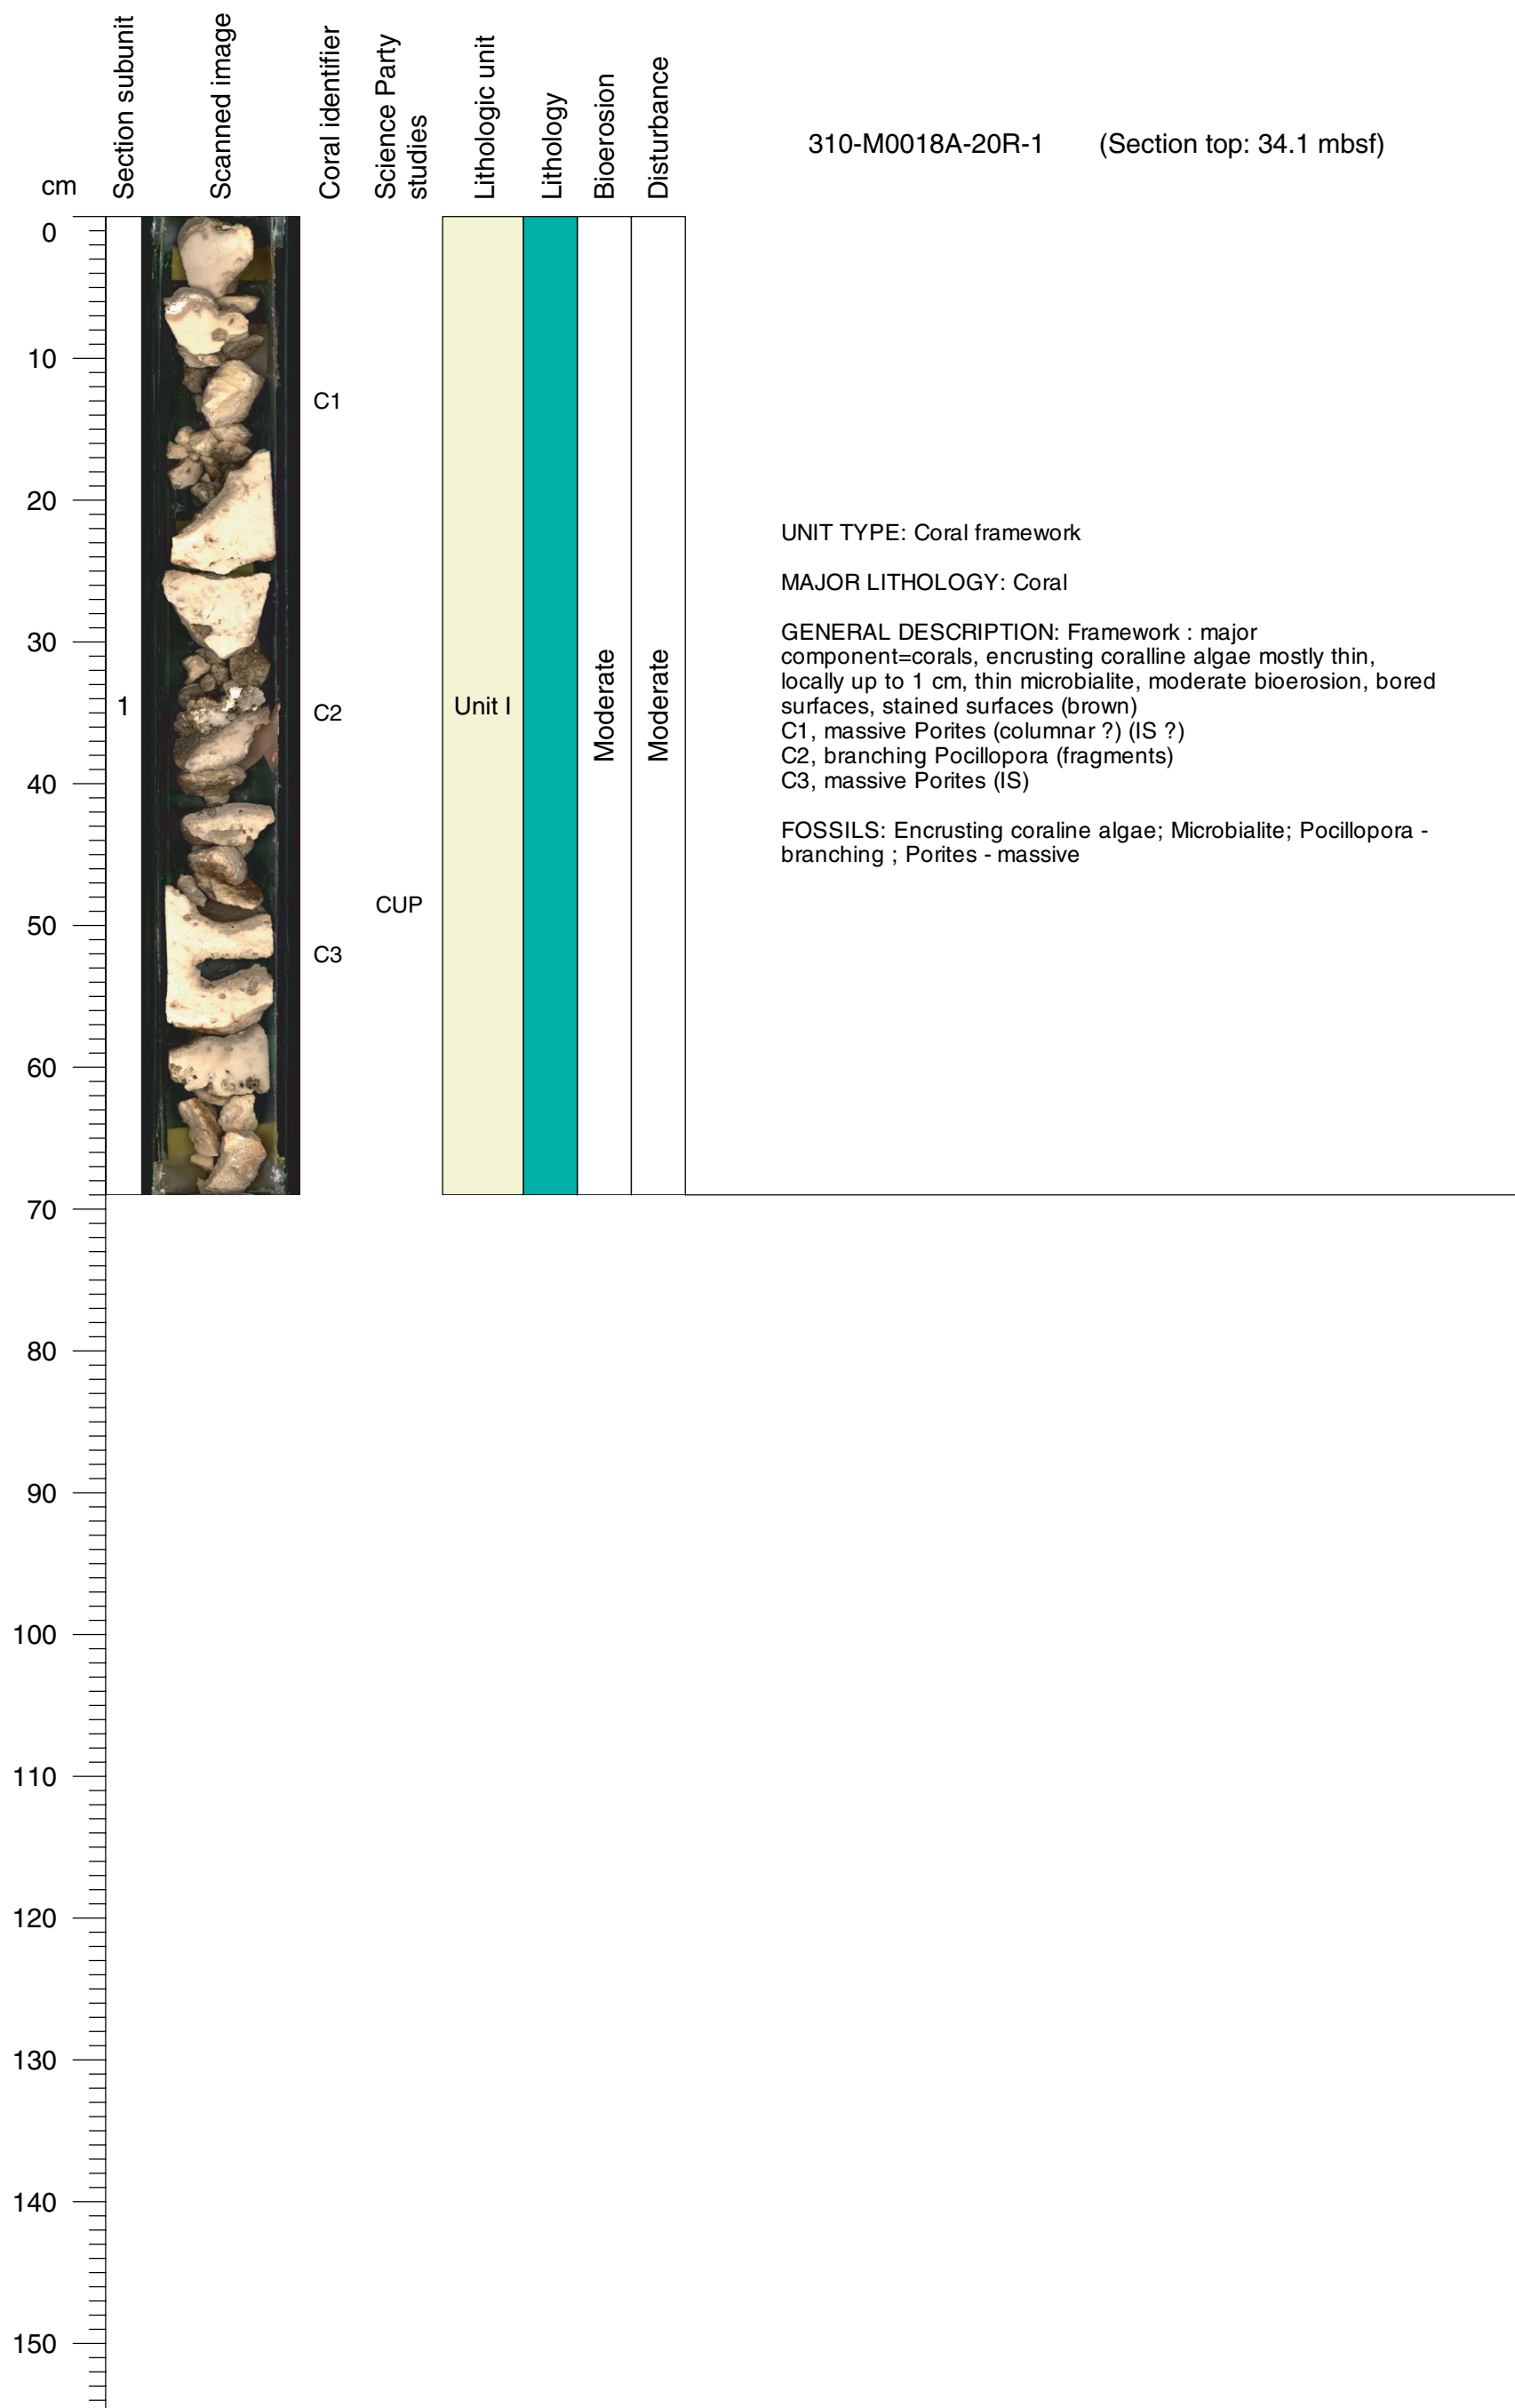 Section subunit
Scanned image
Coral identifier
Science Party
studies
Lithologic unit
Lithology
Bioerosion
Disturbance
310-M0018A-20R-1 (Section top: 34.1 mbsf)
cm
0
10
C1
20
UNIT TYPE: Coral framework
MAJOR LITHOLOGY: Coral
30
GENERAL DESCRIPTION: Framework : major
component=corals, encrusting coralline algae mostly thin,
locally up to 1 cm, thin microbialite, moderate bioerosion, bored
surfaces, stained surfaces (brown)
C1, massive Porites (columnar ?) (IS ?)
C2, branching Pocillopora (fragments)
C3, massive Porites (IS)
1
C2
Unit I
Moderate
Moderate
40
FOSSILS: Encrusting coraline algae; Microbialite; Pocillopora -
branching ; Porites - massive
CUP
50
C3
60
70
80
90
100
110
120
130
140
150